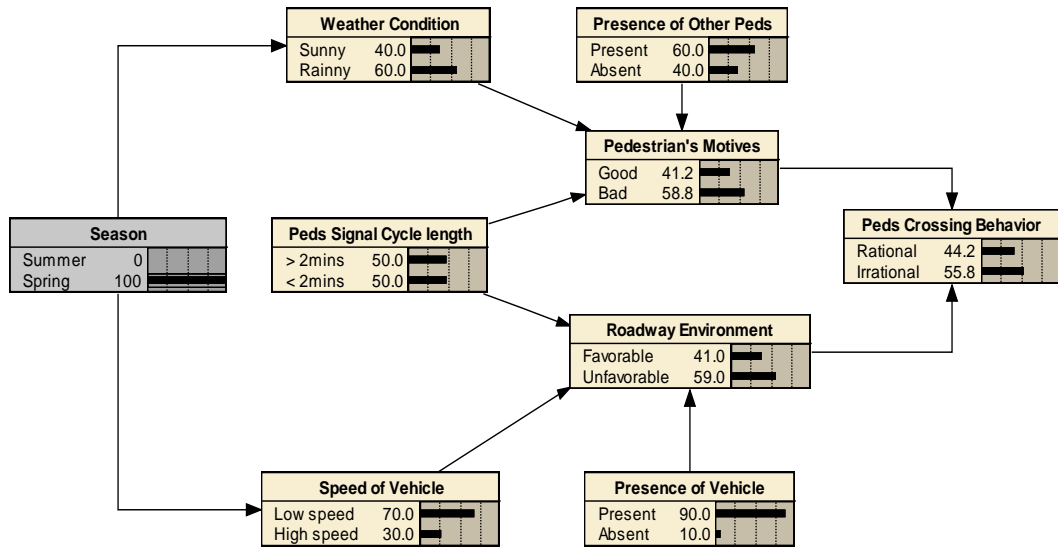 Weather Condition
Sunny 40.0
Rainny 60.0
Presence of Other Peds
Present 60.0
Absent 40.0
Pedestrian's Motives
Good 41.2
Bad 58.8
Season
Summer 0
Spring 100
Peds Signal Cycle length
> 2mins 50.0
< 2mins 50.0
Peds Crossing Behavior
Rational 44.2
Irrational 55.8
Roadway Environment
Favorable 41.0
Unfavorable 59.0
Speed of Vehicle
Low speed 70.0
High speed 30.0
Presence of Vehicle
Present 90.0
Absent 10.0